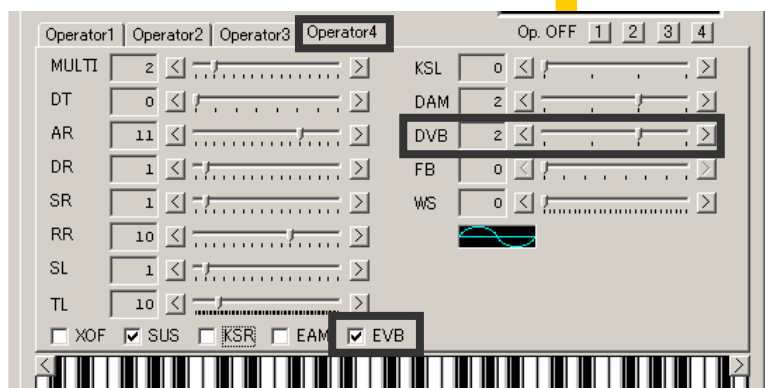 Operator1 Operator2 Operator3 Operator4 Op. OFF 1 2 3 4
MULTI 2 < > KSL 0 < >
DT 0 < > DAM 2 < >
AR 11 < > DVB 2 < >
DR 1 < > FB 0 < >
SR 1 < > WS 0 < >
RR 10 < >
SL 1 < >
TL 10 < >
XOF SUS KSR EAM EVB
< >